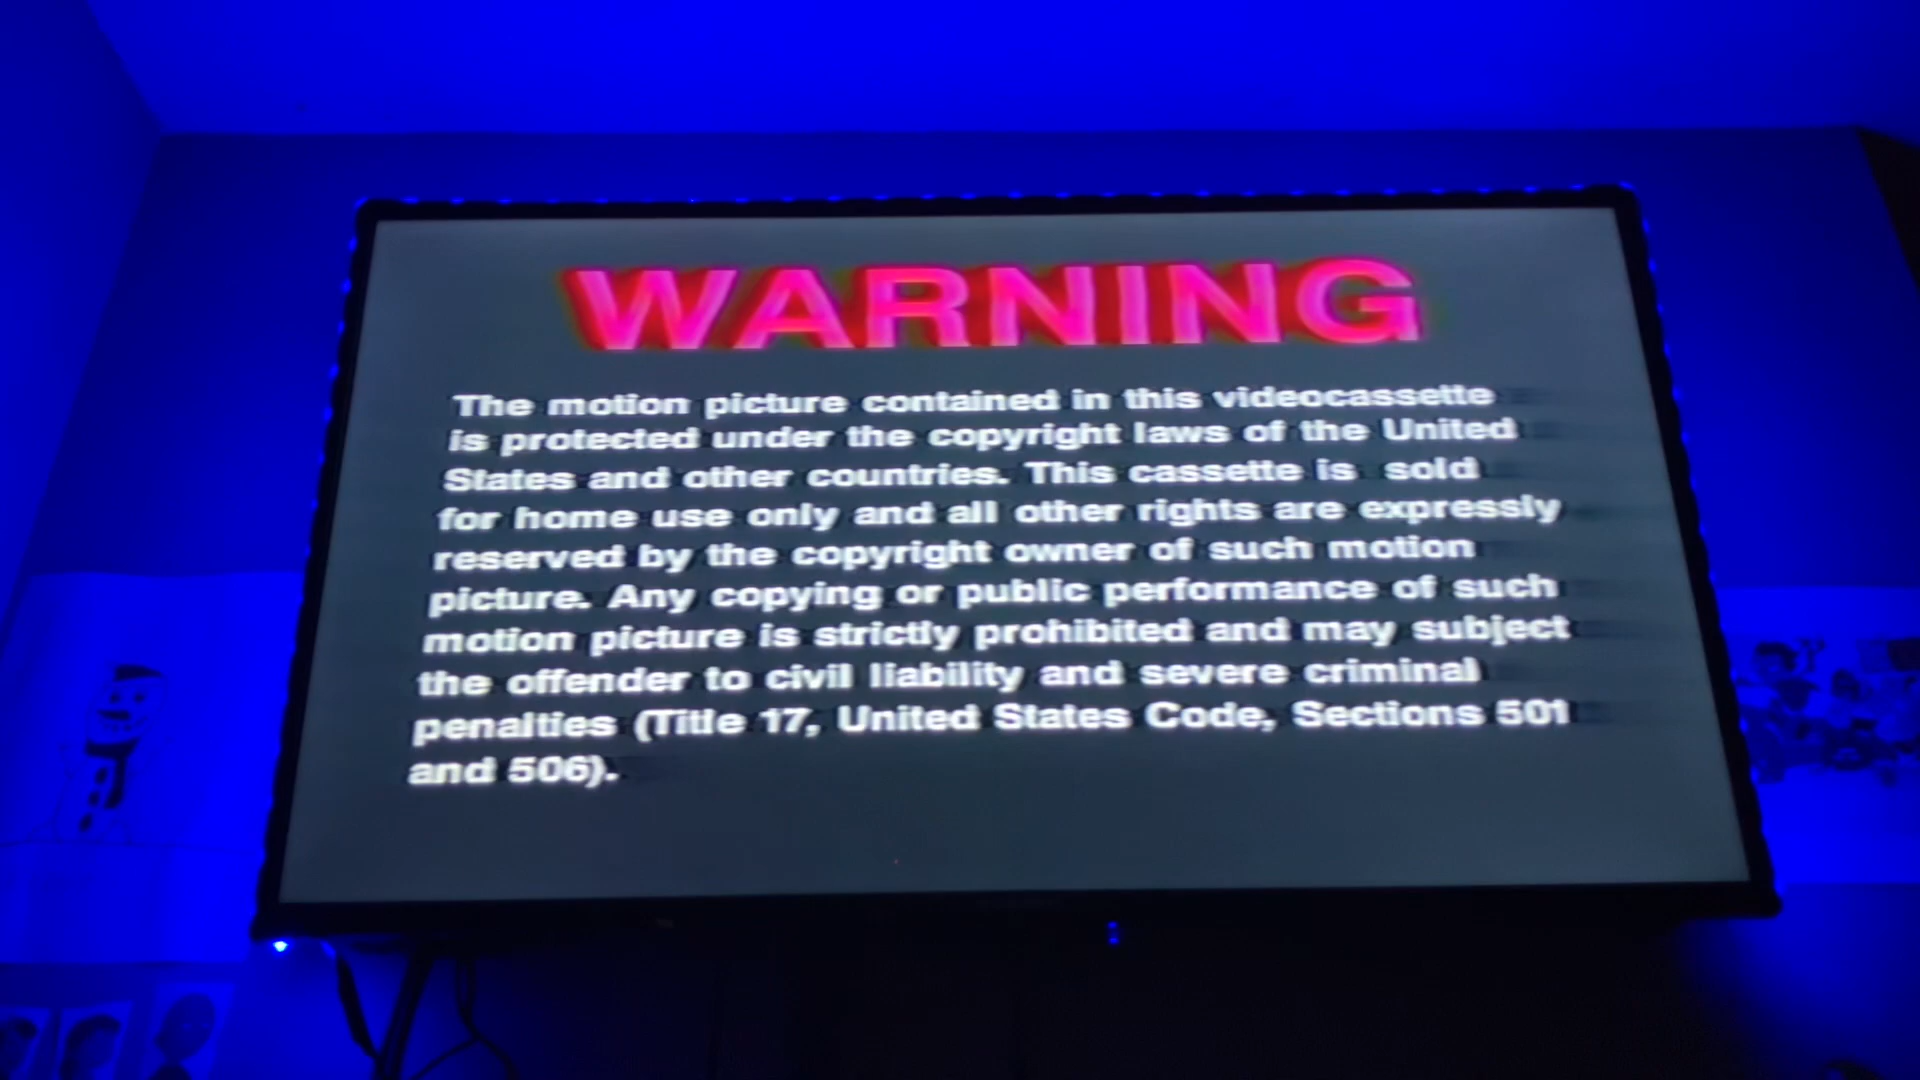 WARNING
The motion picture contained in this videocassette
is protected under the copyright laws of the United
States and other countries. This cassette is sold
for home use only and all other rights are expressly
reserved by the copyright owner of such motion
picture. Any copying or public performance of such
motion picture is strictly prohibited and may subject
the offender to civil liability and severe criminal
penalties (Title 17, United States Code, Sections 501
and 506).